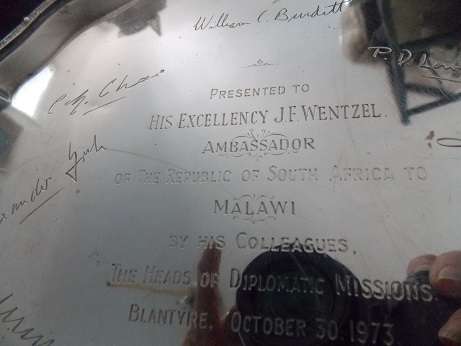 William C. Burdett
PRESENTED TO
HIS EXCELLENCY J.F. WENTZEL.
AMBASSADOR
OF THE REPUBLIC OF SOUTH AFRICA TO
MALAWI
BY HIS COLLEAGUES,
THE HEADS OF DIPLOMATIC MISSIONS.
BLANTYRE, OCTOBER 30.1973